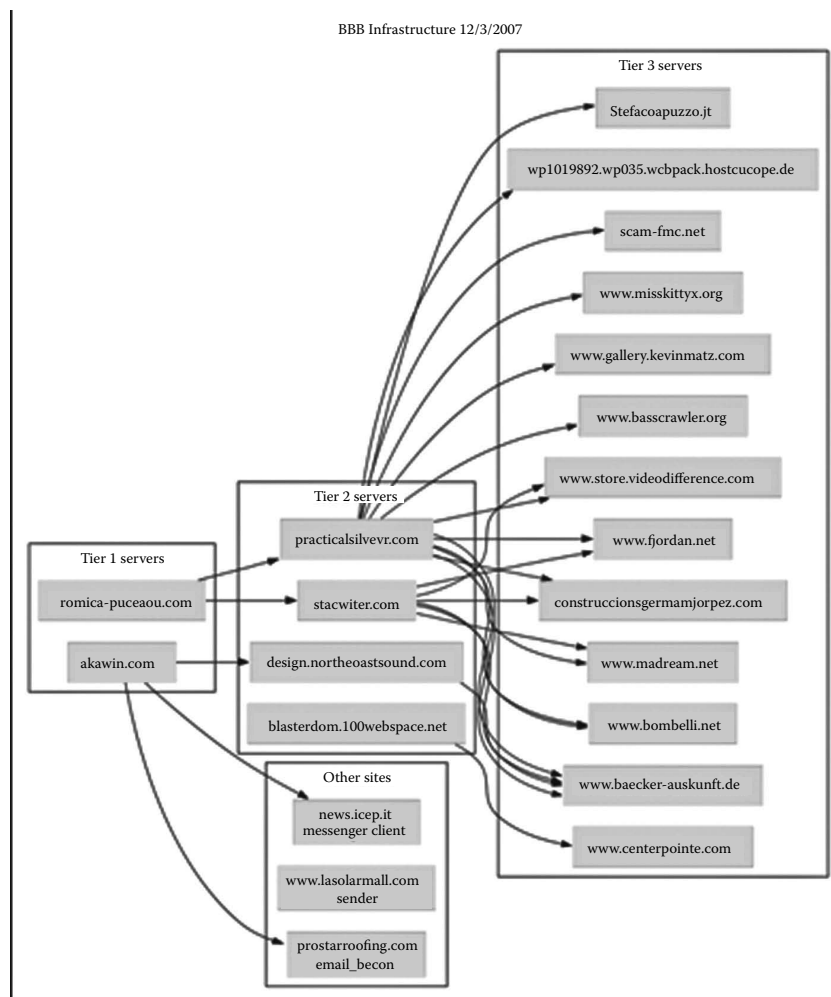 BBB Infrastructure 12/3/2007
Tier 3 servers
Stefacoapuzzo.jt
wp1019892.wp035.wcbpack.hostcucope.de
scam-fmc.net
www.misskittyx.org
www.gallery.kevinmatz.com
www.basscrawler.org
www.store.videodifference.com
www.fjordan.net
construccionsgermamjorpez.com
www.madream.net
www.bombelli.net
www.baecker-auskunft.de
www.centerpointe.com
Tier 2 servers
practicalsilvevr.com
stacwiter.com
design.northeoastsound.com
blasterdom.100webspace.net
Tier 1 servers
romica-puceaou.com
akawin.com
Other sites
news.icep.it
messenger client
www.lasolarmall.com
sender
prostarroofing.com
email_becon